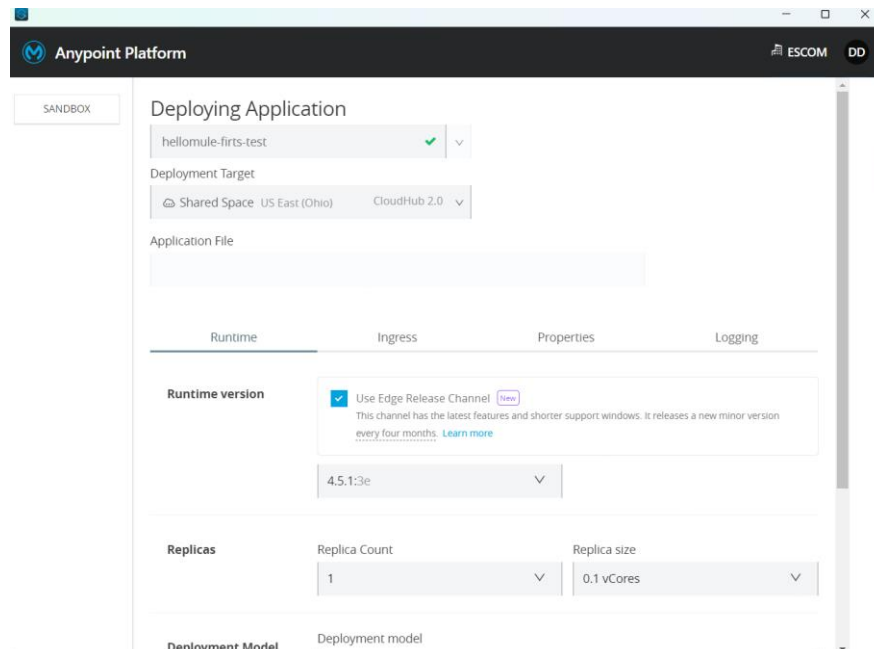 Anypoint Platform
ESCOM DD
SANDBOX
Deploying Application
hellomule-firts-test
Deployment Target
Shared Space US East (Ohio) CloudHub 2.0
Application File
Runtime Ingress Properties Logging
Runtime version
Use Edge Release Channel New
This channel has the latest features and shorter support windows. It releases a new minor version
every four months. Learn more
4.5.1:3e
Replicas
Replica Count Replica size
1 0.1 vCores
Deployment Model Deployment model